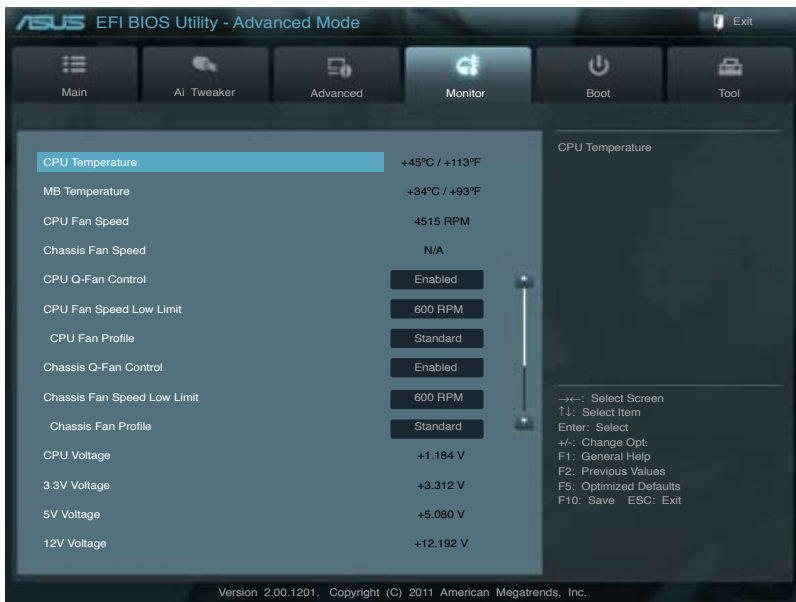 ASUS EFI BIOS Utility - Advanced Mode
Exit
Main Ai Tweaker Advanced Monitor Boot Tool
CPU Temperature +45ºC / +113ºF
MB Temperature +34ºC / +93ºF
CPU Fan Speed 4515 RPM
Chassis Fan Speed N/A
CPU Q-Fan Control Enabled
CPU Fan Speed Low Limit 600 RPM
CPU Fan Profile Standard
Chassis Q-Fan Control Enabled
Chassis Fan Speed Low Limit 600 RPM
Chassis Fan Profile Standard
CPU Voltage +1.184 V
3.3V Voltage +3.312 V
5V Voltage +5.080 V
12V Voltage +12.192 V
CPU Temperature
→←: Select Screen
↑↓: Select Item
Enter: Select
+/-: Change Opt.
F1: General Help
F2: Previous Values
F5: Optimized Defaults
F10: Save ESC: Exit
Version 2.00.1201. Copyright (C) 2011 American Megatrends, Inc.